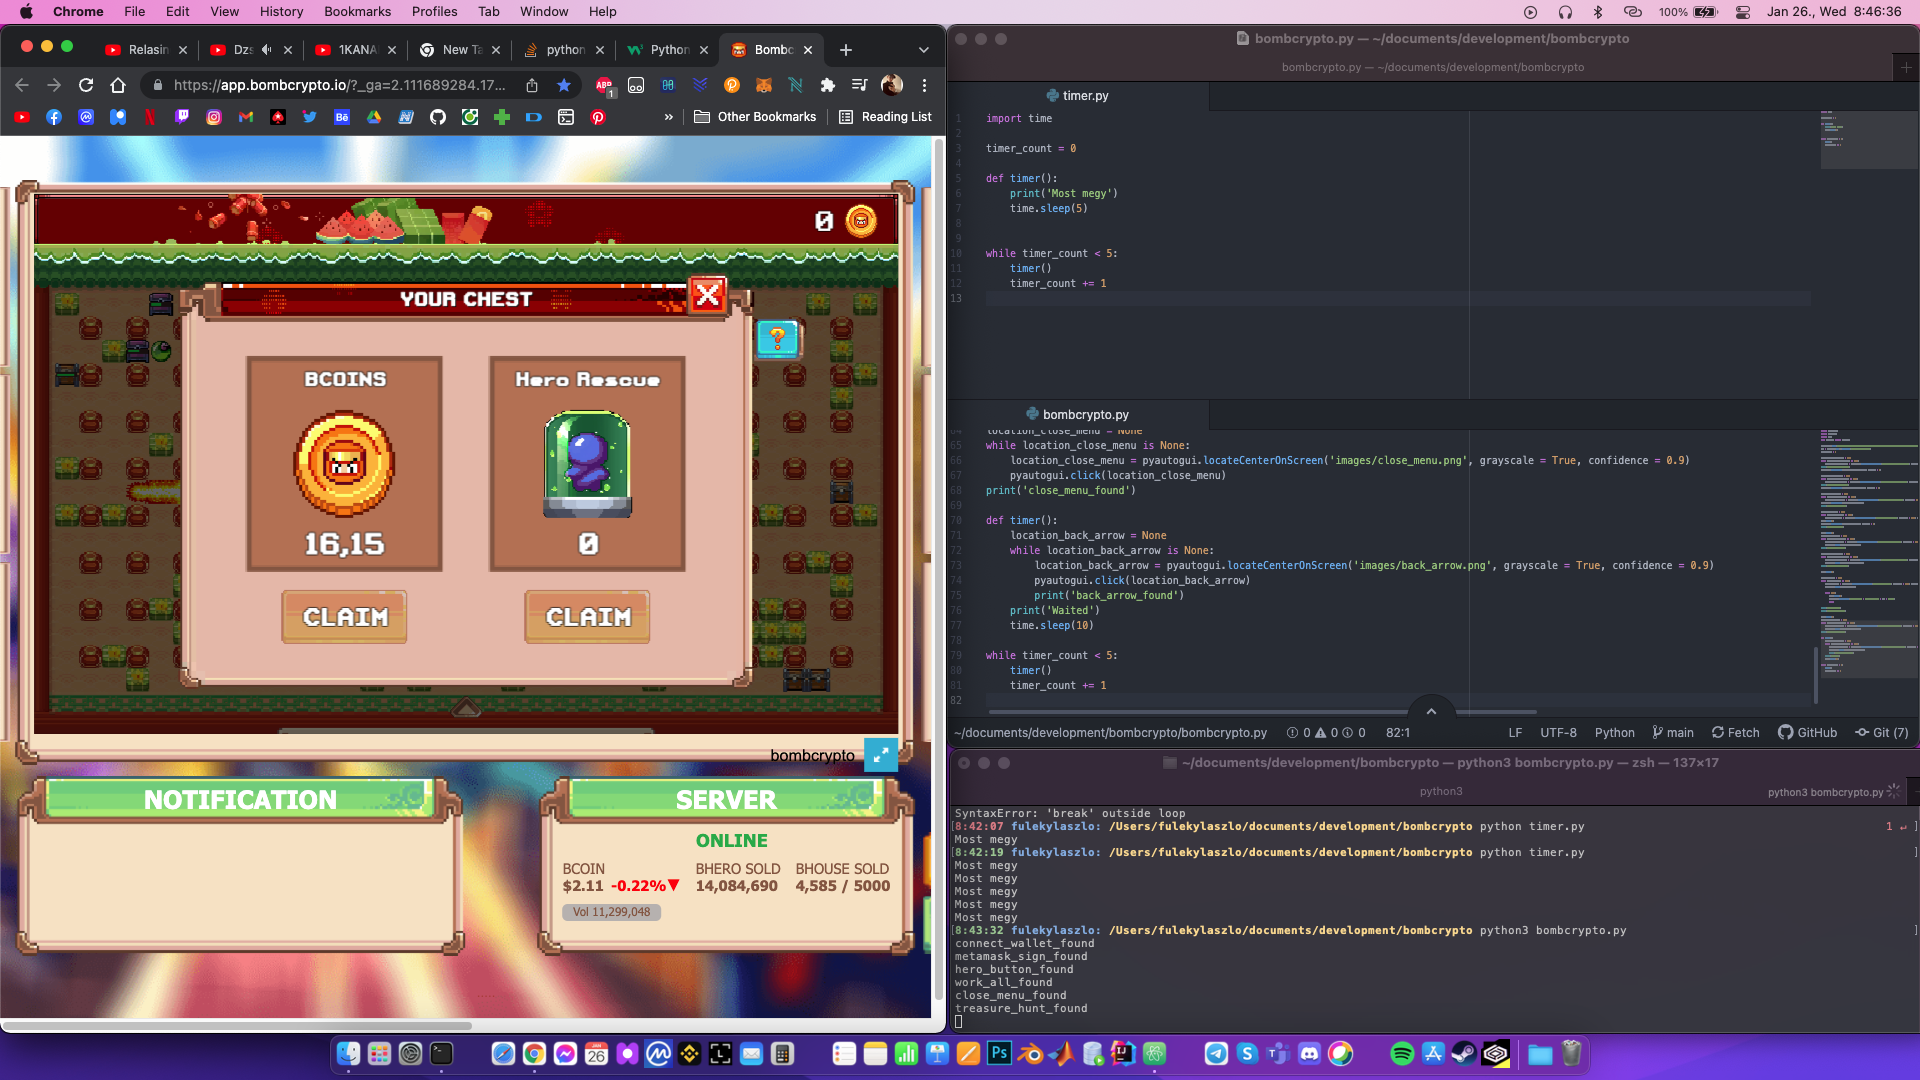 Chrome File Edit View History Bookmarks Profiles Tab Window Help
100% Jan 26., Wed 8:46:36
Relasin Dzs 1KANA New Ta python Python Bombc
https://app.bombcrypto.io/?_ga=2.111689284.17...
Other Bookmarks Reading List
0
YOUR CHEST
BCOINS
16,15
CLAIM
Hero Rescue
0
CLAIM
bombcrypto
NOTIFICATION
SERVER
ONLINE
BCOIN BHERO SOLD BHOUSE SOLD
$2.11 -0.22%▼ 14,084,690 4,585 / 5000
Vol 11,299,048
bombcrypto.py — ~/documents/development/bombcrypto
bombcrypto.py — ~/documents/development/bombcrypto
timer.py
1 import time
2
3 timer_count = 0
4
5 def timer():
6 print('Most megy')
7 time.sleep(5)
8
9
10 while timer_count < 5:
11 timer()
12 timer_count += 1
13
bombcrypto.py
64 location_close_menu = None
65 while location_close_menu is None:
66 location_close_menu = pyautogui.locateCenterOnScreen('images/close_menu.png', grayscale = True, confidence = 0.9)
67 pyautogui.click(location_close_menu)
68 print('close_menu_found')
69
70 def timer():
71 location_back_arrow = None
72 while location_back_arrow is None:
73 location_back_arrow = pyautogui.locateCenterOnScreen('images/back_arrow.png', grayscale = True, confidence = 0.9)
74 pyautogui.click(location_back_arrow)
75 print('back_arrow_found')
76 print('Waited')
77 time.sleep(10)
78
79 while timer_count < 5:
80 timer()
81 timer_count += 1
82
~/documents/development/bombcrypto/bombcrypto.py 0 0 0 82:1 LF UTF-8 Python main Fetch GitHub Git (7)
~/documents/development/bombcrypto — python3 bombcrypto.py — zsh — 137×17
python3 python3 bombcrypto.py
SyntaxError: 'break' outside loop
[8:42:07 fulekylaszlo: /Users/fulekylaszlo/documents/development/bombcrypto python timer.py 1 ↵ ]
Most megy
[8:42:19 fulekylaszlo: /Users/fulekylaszlo/documents/development/bombcrypto python timer.py ]
Most megy
Most megy
Most megy
Most megy
Most megy
[8:43:32 fulekylaszlo: /Users/fulekylaszlo/documents/development/bombcrypto python3 bombcrypto.py ]
connect_wallet_found
metamask_sign_found
hero_button_found
work_all_found
close_menu_found
treasure_hunt_found